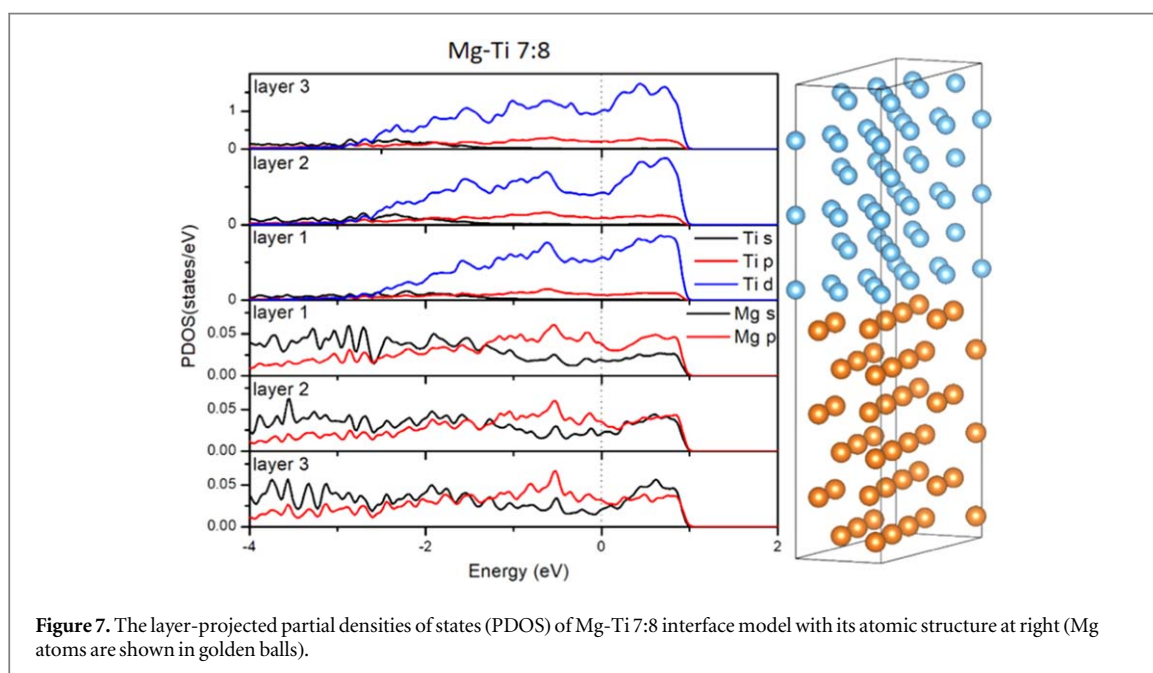 Mg-Ti 7:8
layer 3
1
0
layer 2
0
layer 1
Ti s
Ti p
Ti d
0
layer 1
Mg s
Mg p
0.05
0.00
layer 2
0.05
0.00
layer 3
0.05
0.00
-4 -2 0 2
PDOS(states/eV)
Energy (eV)
Figure 7. The layer-projected partial densities of states (PDOS) of Mg-Ti 7:8 interface model with its atomic structure at right (Mg
atoms are shown in golden balls).